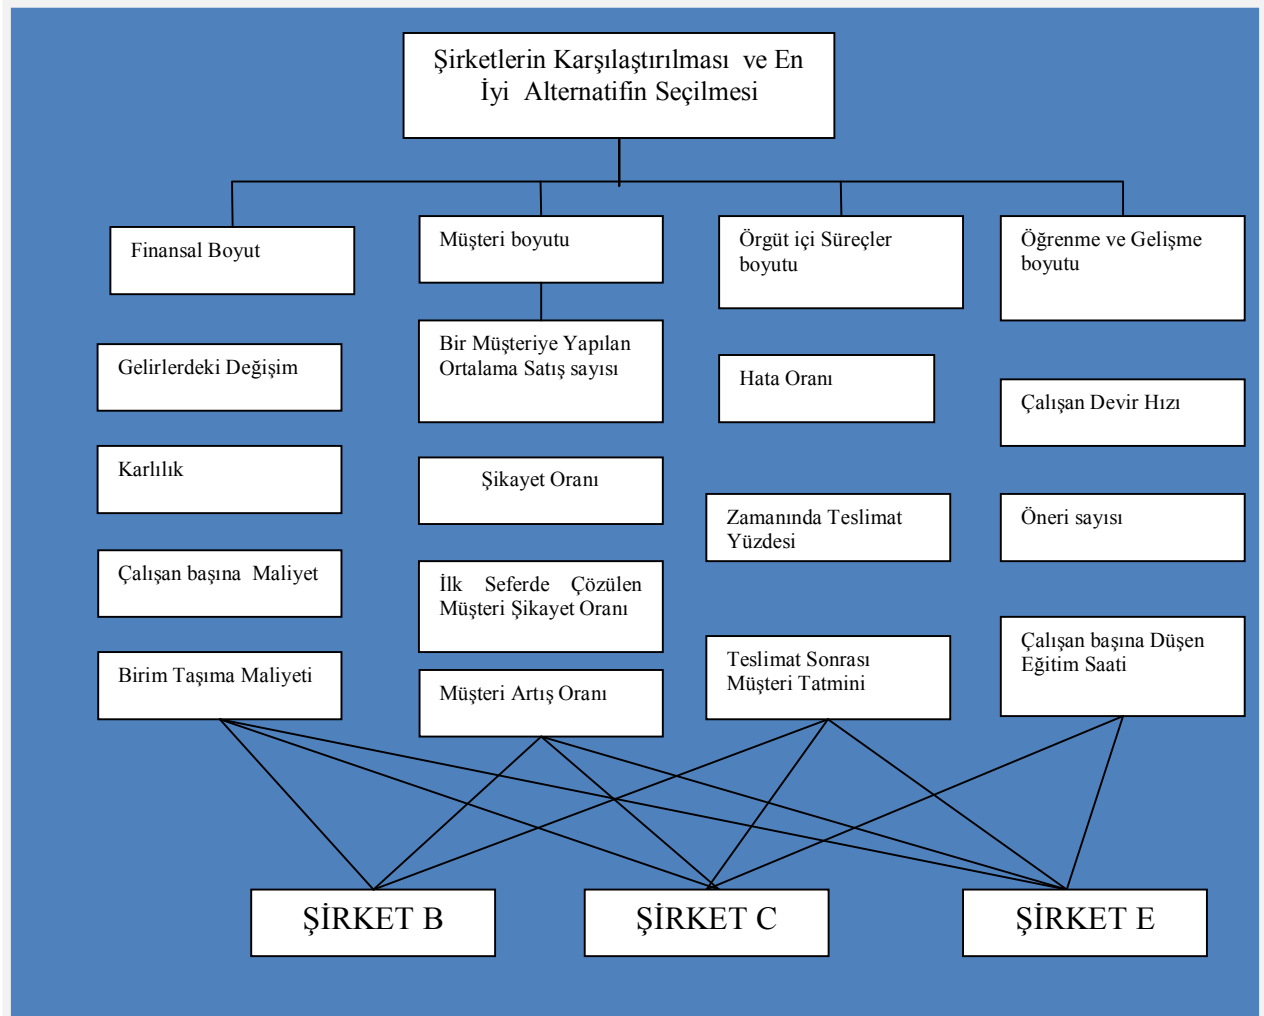 Şirketlerin Karşılaştırılması ve En
İyi Alternatifin Seçilmesi
Finansal Boyut
Müşteri boyutu
Örgüt içi Süreçler
boyutu
Öğrenme ve Gelişme
boyutu
Gelirlerdeki Değişim
Karlılık
Çalışan başına Maliyet
Birim Taşıma Maliyeti
Bir Müşteriye Yapılan
Ortalama Satış sayısı
Şikayet Oranı
İlk Seferde Çözülen
Müşteri Şikayet Oranı
Müşteri Artış Oranı
Hata Oranı
Zamanında Teslimat
Yüzdesi
Teslimat Sonrası
Müşteri Tatmini
Çalışan Devir Hızı
Öneri sayısı
Çalışan başına Düşen
Eğitim Saati
ŞİRKET B
ŞİRKET C
ŞİRKET E